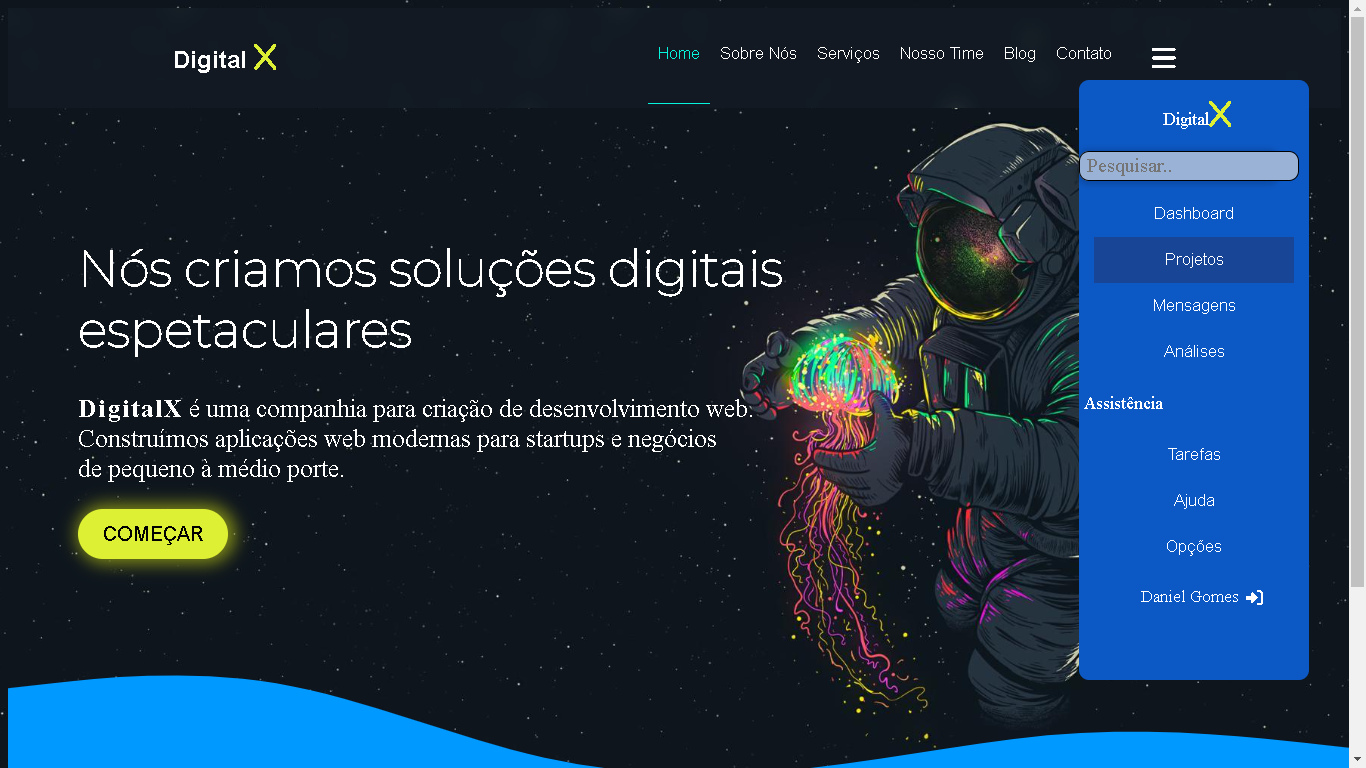 Digital X
Home Sobre Nós Serviços Nosso Time Blog Contato
DigitalX
Pesquisar..
Dashboard
Projetos
Mensagens
Análises
Assistência
Tarefas
Ajuda
Opções
Daniel Gomes
Nós criamos soluções digitais
espetaculares
DigitalX é uma companhia para criação de desenvolvimento web.
Construímos aplicações web modernas para startups e negócios
de pequeno à médio porte.
COMEÇAR